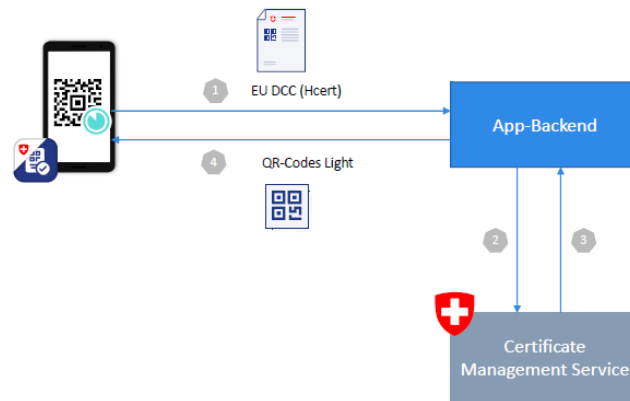 1
EU DCC (Hcert)
App-Backend
4
QR-Codes Light
2
3
Certificate
Management Service